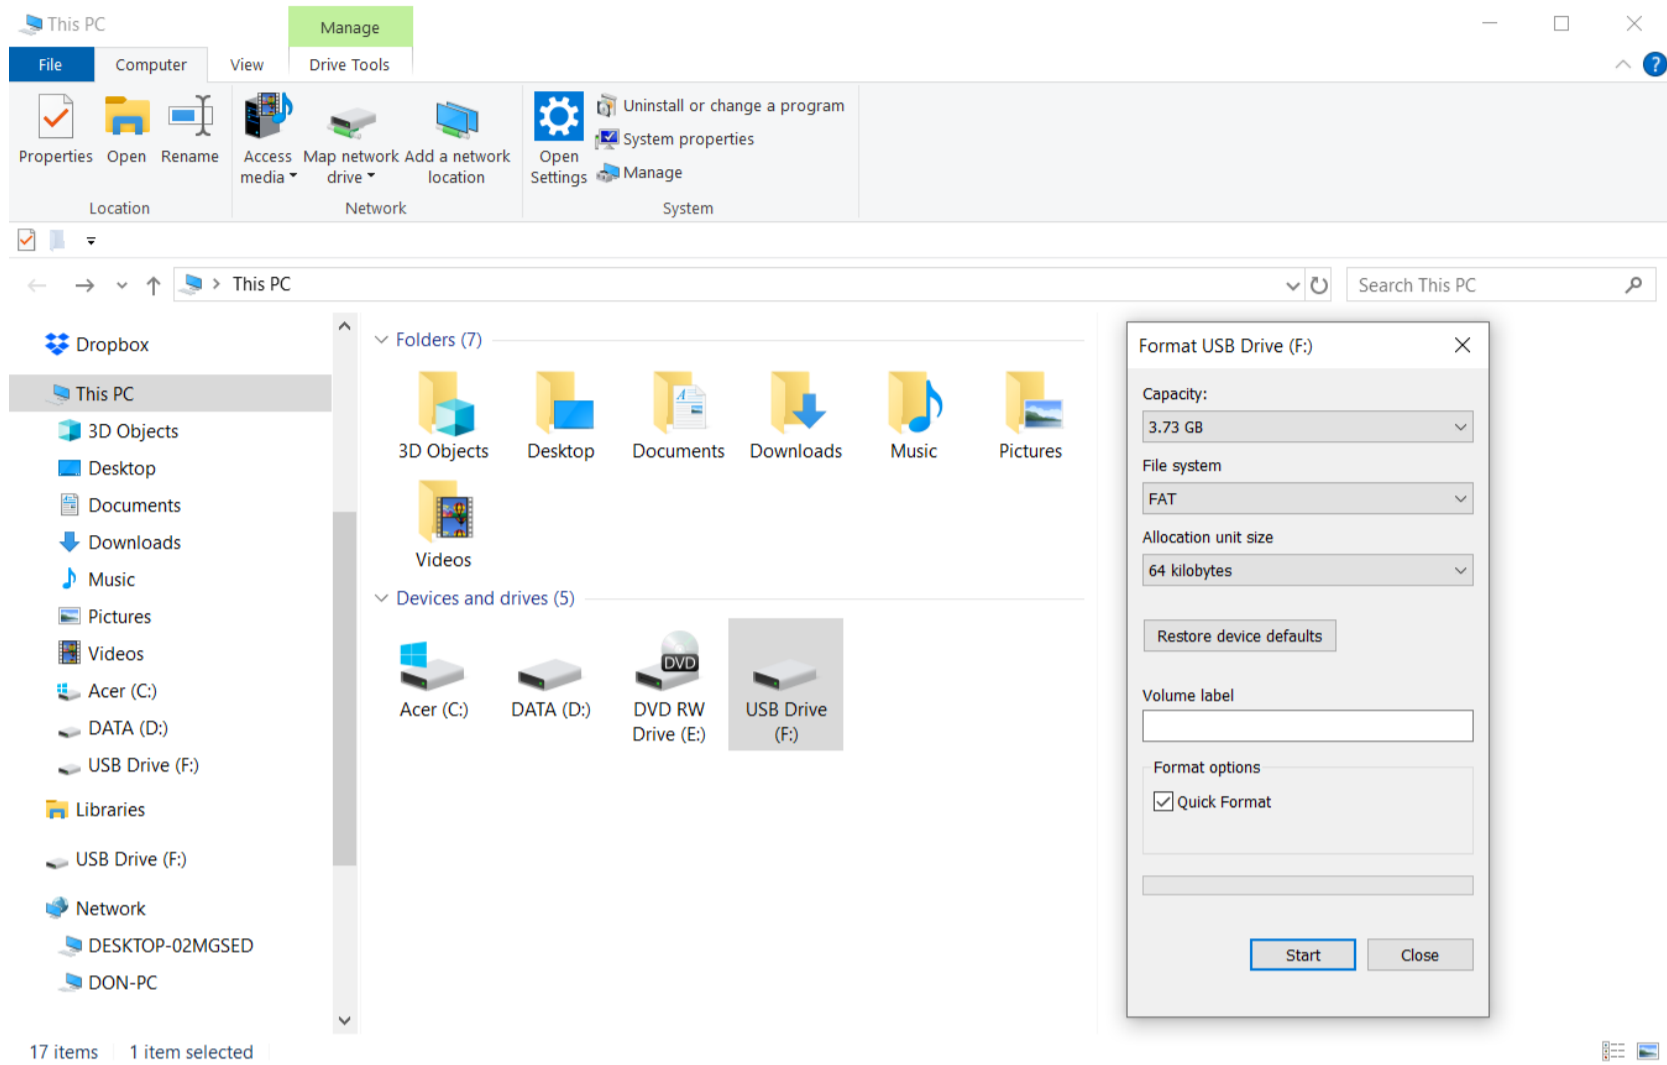 This PC
Manage
File
Computer
View
Drive Tools
?
Properties
Open
Rename
Access
media
Map network
drive
Add a network
location
Open
Settings
Uninstall or change a program
System properties
Manage
Location
Network
System
This PC
Search This PC
Dropbox
This PC
3D Objects
Desktop
Documents
Downloads
Music
Pictures
Videos
Acer (C:)
DATA (D:)
USB Drive (F:)
Libraries
USB Drive (F:)
Network
DESKTOP-02MGSED
DON-PC
Folders (7)
3D Objects
Desktop
Documents
Downloads
Music
Pictures
Videos
Devices and drives (5)
Acer (C:)
DATA (D:)
DVD
DVD RW
Drive (E:)
USB Drive
(F:)
Format USB Drive (F:)
Capacity:
3.73 GB
File system
FAT
Allocation unit size
64 kilobytes
Restore device defaults
Volume label
Format options
Quick Format
Start
Close
17 items
1 item selected